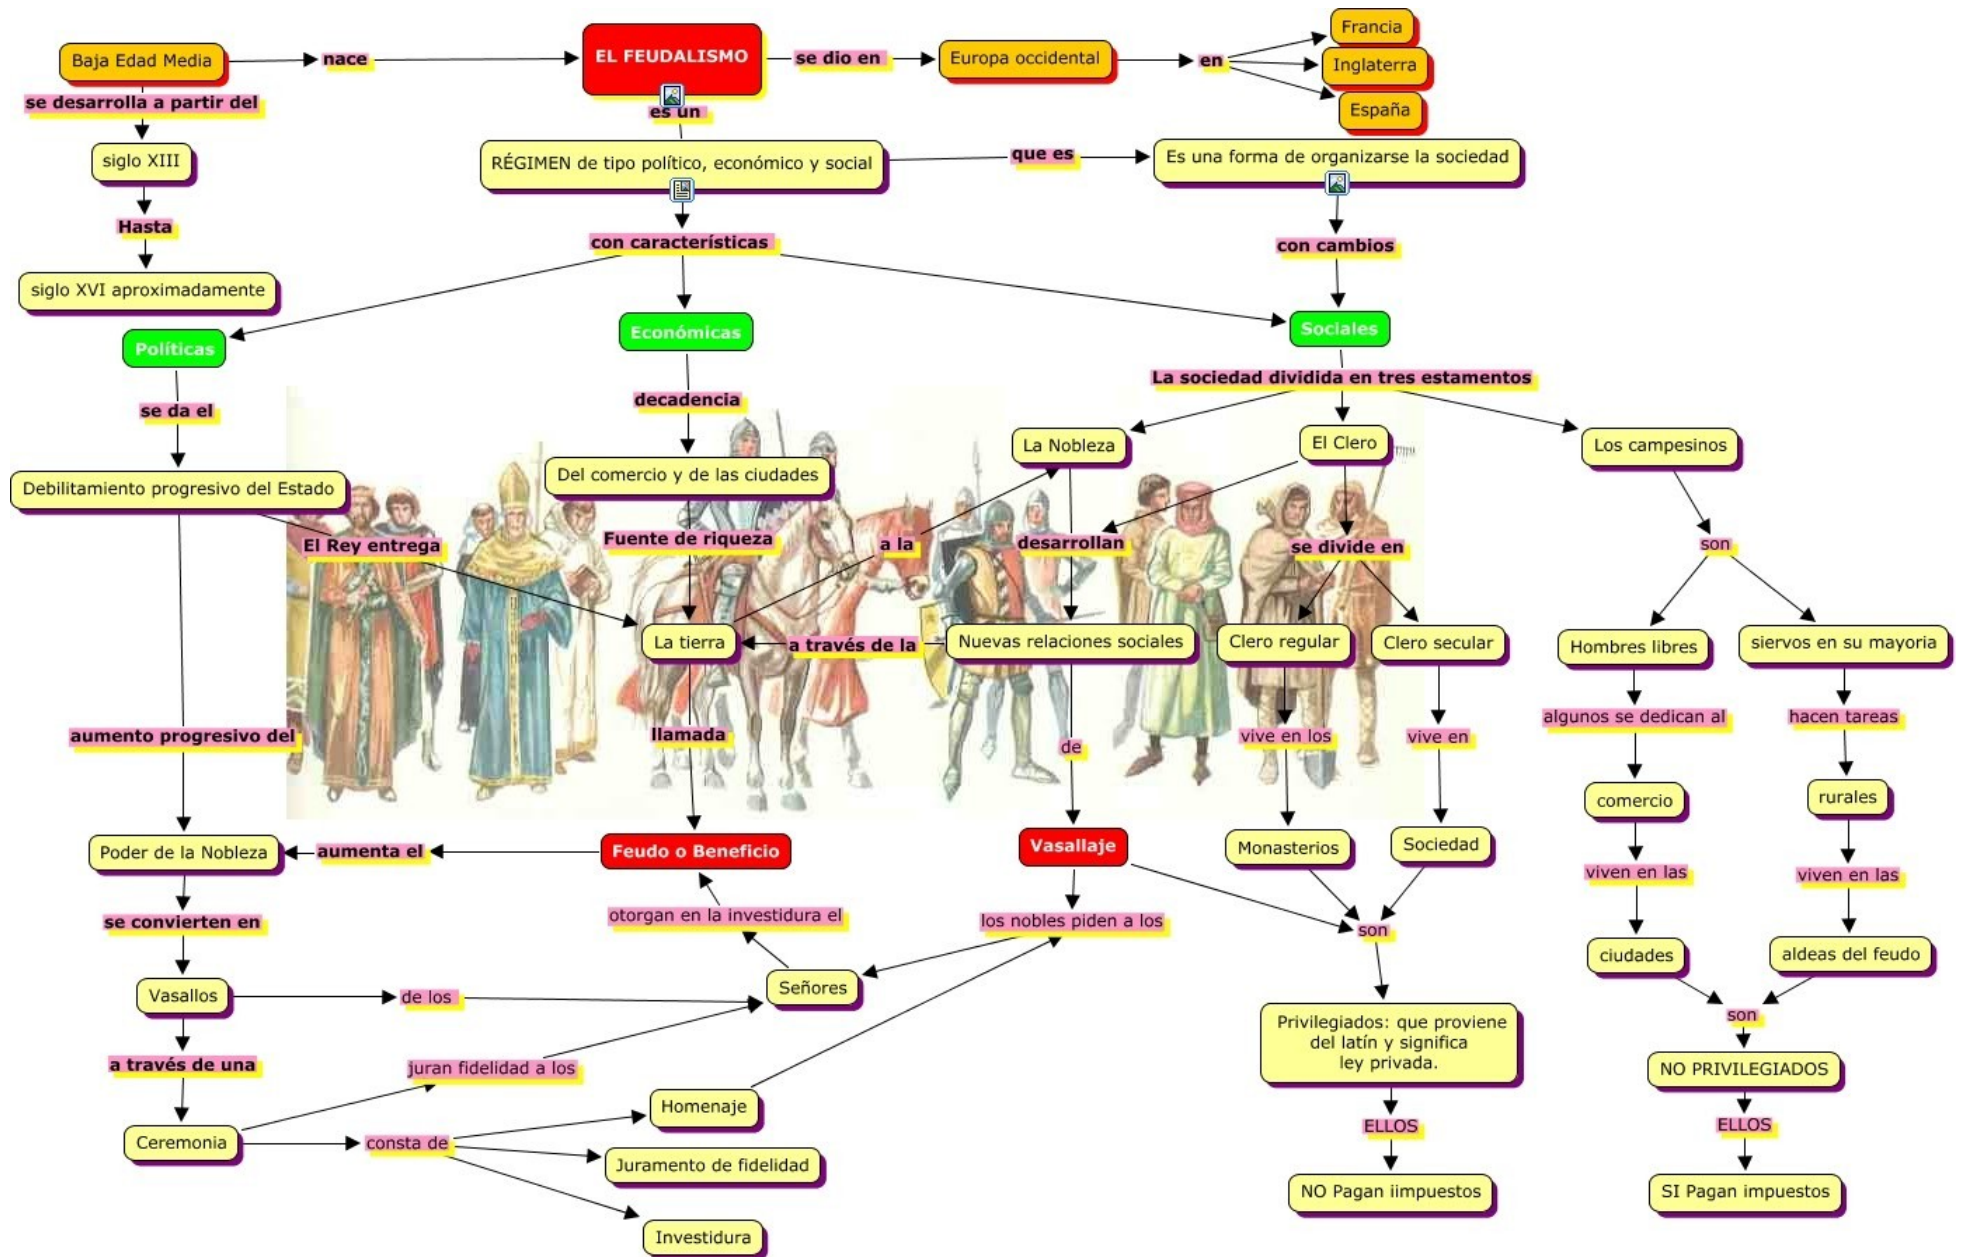 Baja Edad Media
nace
EL FEUDALISMO
se dio en
Europa occidental
en
Francia
Inglaterra
España
se desarrolla a partir del
siglo XIII
Hasta
siglo XVI aproximadamente
es un
RÉGIMEN de tipo político, económico y social
que es
Es una forma de organizarse la sociedad
con características
con cambios
Políticas
Económicas
Sociales
se da el
decadencia
La sociedad dividida en tres estamentos
Debilitamiento progresivo del Estado
Del comercio y de las ciudades
La Nobleza
El Clero
Los campesinos
El Rey entrega
Fuente de riqueza
a la
desarrollan
se divide en
son
La tierra
a través de la
Nuevas relaciones sociales
Clero regular
Clero secular
Hombres libres
siervos en su mayoria
aumento progresivo del
llamada
de
vive en los
vive en
algunos se dedican al
hacen tareas
comercio
rurales
Poder de la Nobleza
aumenta el
Feudo o Beneficio
Vasallaje
Monasterios
Sociedad
viven en las
viven en las
se convierten en
otorgan en la investidura el
los nobles piden a los
son
ciudades
aldeas del feudo
Vasallos
de los
Señores
son
Privilegiados: que proviene
del latín y significa
ley privada.
a través de una
juran fidelidad a los
NO PRIVILEGIADOS
Ceremonia
consta de
Homenaje
Juramento de fidelidad
Investidura
ELLOS
ELLOS
NO Pagan iimpuestos
SI Pagan impuestos